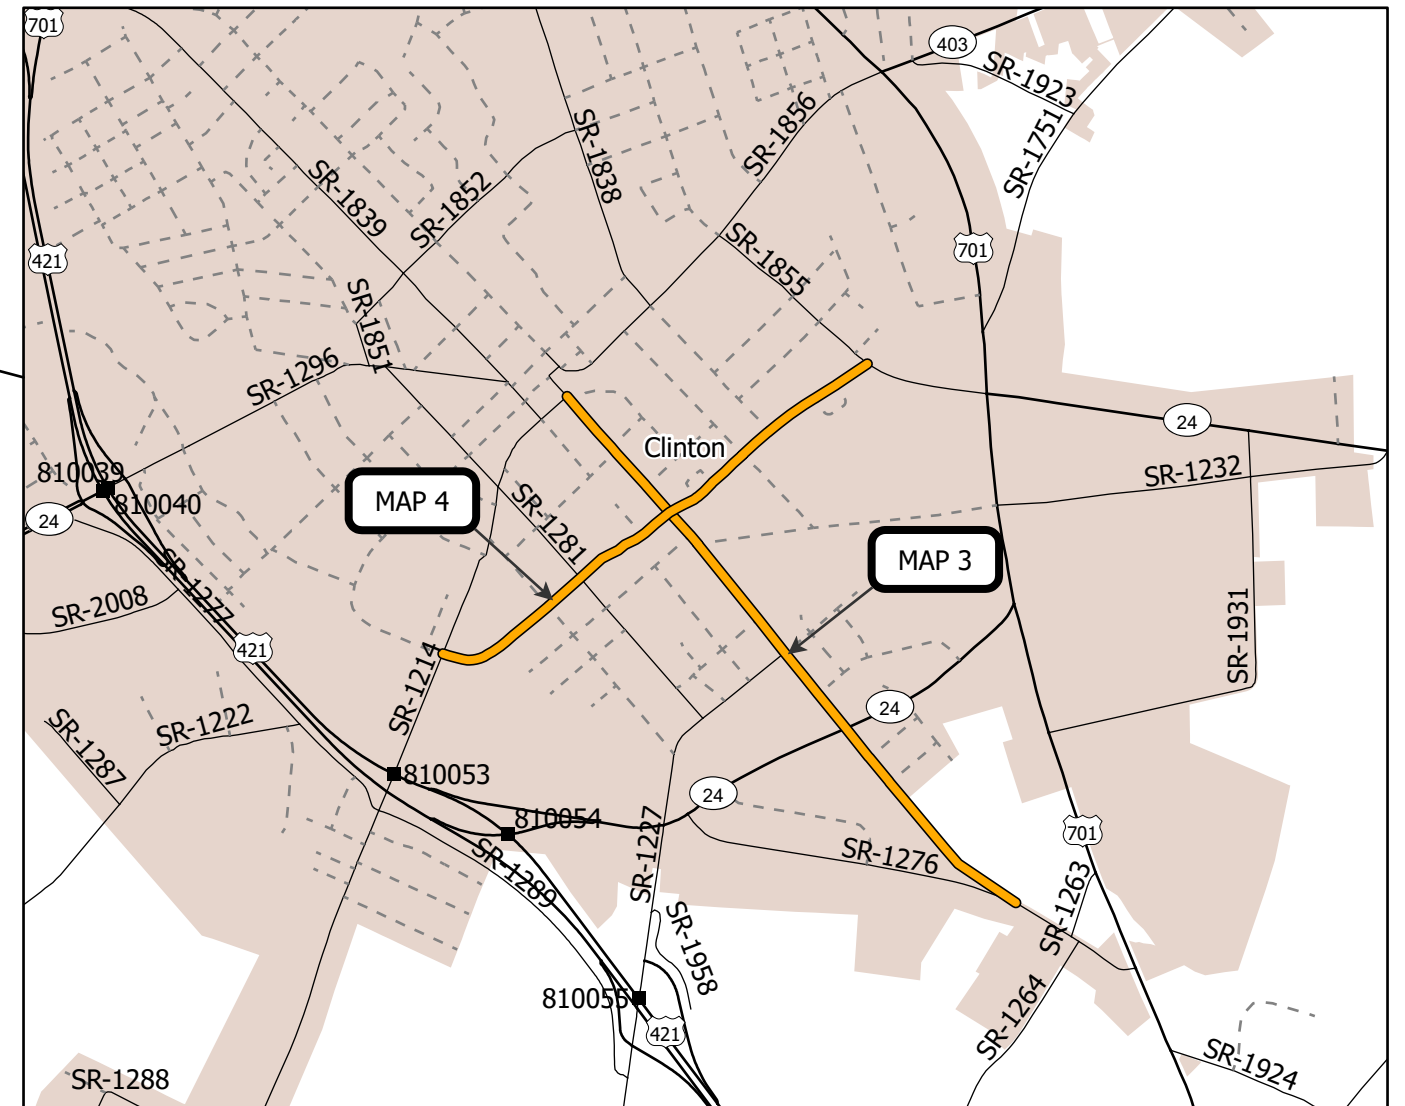 701
403
SR-1923
SR-1856
SR-1751
SR-1838
SR-1839
SR-1852
701
421
SR-1855
SR-1851
SR-1296
24
Clinton
SR-1232
810039
810040
MAP 4
24
SR-1281
MAP 3
SR-1277
SR-2008
421
SR-1931
SR-1214
24
SR-1222
SR-1287
810053
24
810054
701
SR-1227
SR-1276
SR-1289
SR-1263
SR-1958
810055
421
SR-1264
SR-1288
SR-1924